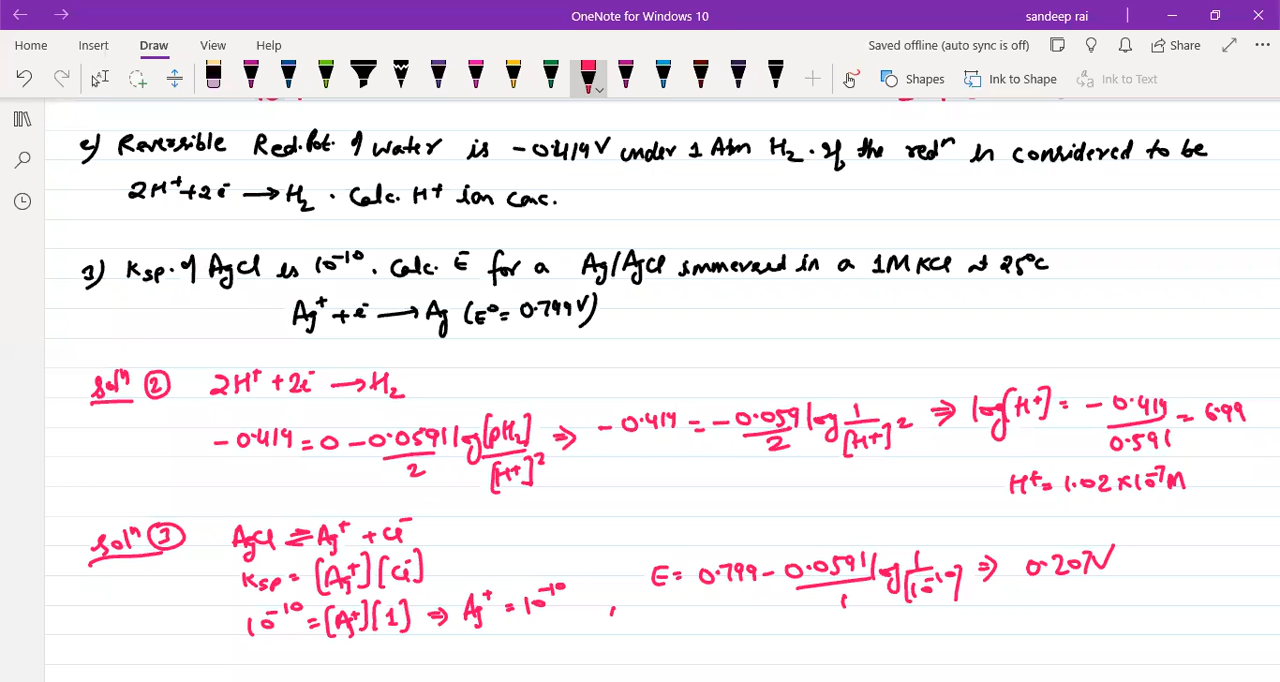 OneNote for Windows 10
sandeep rai
Home Insert Draw View Help
Saved offline (auto sync is off) Share
Shapes Ink to Shape Ink to Text
Reversible Red. Pot. of water is -0.414V under 1 Atm H₂. If the redⁿ is considered to be
2H⁺+2e⁻ → H₂. Calc. H⁺ ion conc.
3) Ksp. of AgCl is 10⁻¹⁰. Calc. E for a Ag/AgCl immersed in a 1M KCl at 25°C
Ag⁺ + e⁻ → Ag (E°= 0.799V)
Solⁿ ② 2H⁺ + 2e⁻ → H₂
-0.414 = 0 - 0.0591/2 log [pH₂]/[H⁺]² ⇒ -0.414 = -0.059/2 log 1/[H⁺]² ⇒ log[H⁺] = -0.414/0.591 = 6.99
H⁺ = 1.02 × 10⁻⁷ M
Solⁿ ③ AgCl ⇌ Ag⁺ + Cl⁻
Ksp = [Ag⁺][Cl⁻]
10⁻¹⁰ = [Ag⁺][1] ⇒ Ag⁺ = 10⁻¹⁰ , E = 0.799 - 0.0591/1 log 1/[10⁻¹⁰] ⇒ 0.20V